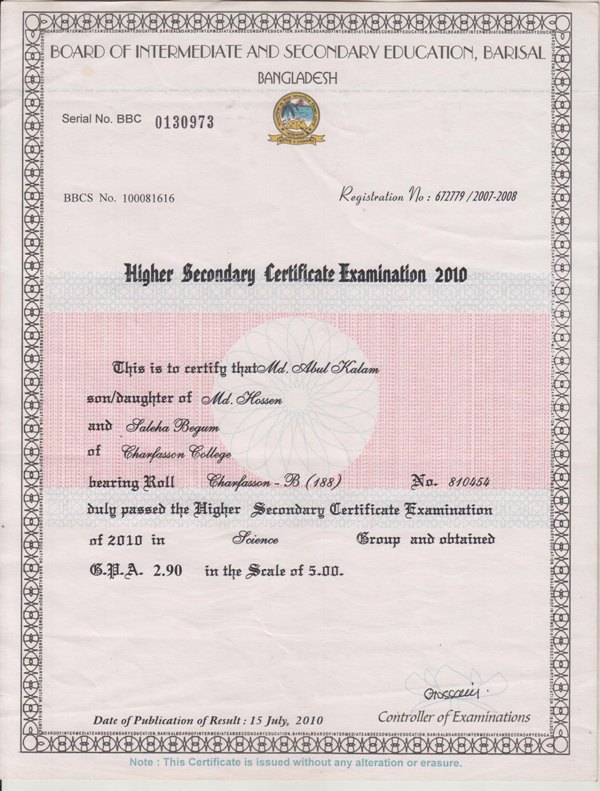 BOARD OF INTERMEDIATE AND SECONDARY EDUCATION, BARISAL
BANGLADESH
Serial No. BBC 0130973
BBCS No. 100081616 Registration No : 672779 / 2007-2008
Higher Secondary Certificate Examination 2010
This is to certify that Md. Abul Kalam
son/daughter of Md. Hossen
and Saleha Begum
of Charfasson College
bearing Roll Charfasson - B (188) No. 810454
duly passed the Higher Secondary Certificate Examination
of 2010 in Science Group and obtained
G.P.A. 2.90 in the Scale of 5.00.
Date of Publication of Result : 15 July, 2010 Controller of Examinations
Note : This Certificate is issued without any alteration or erasure.